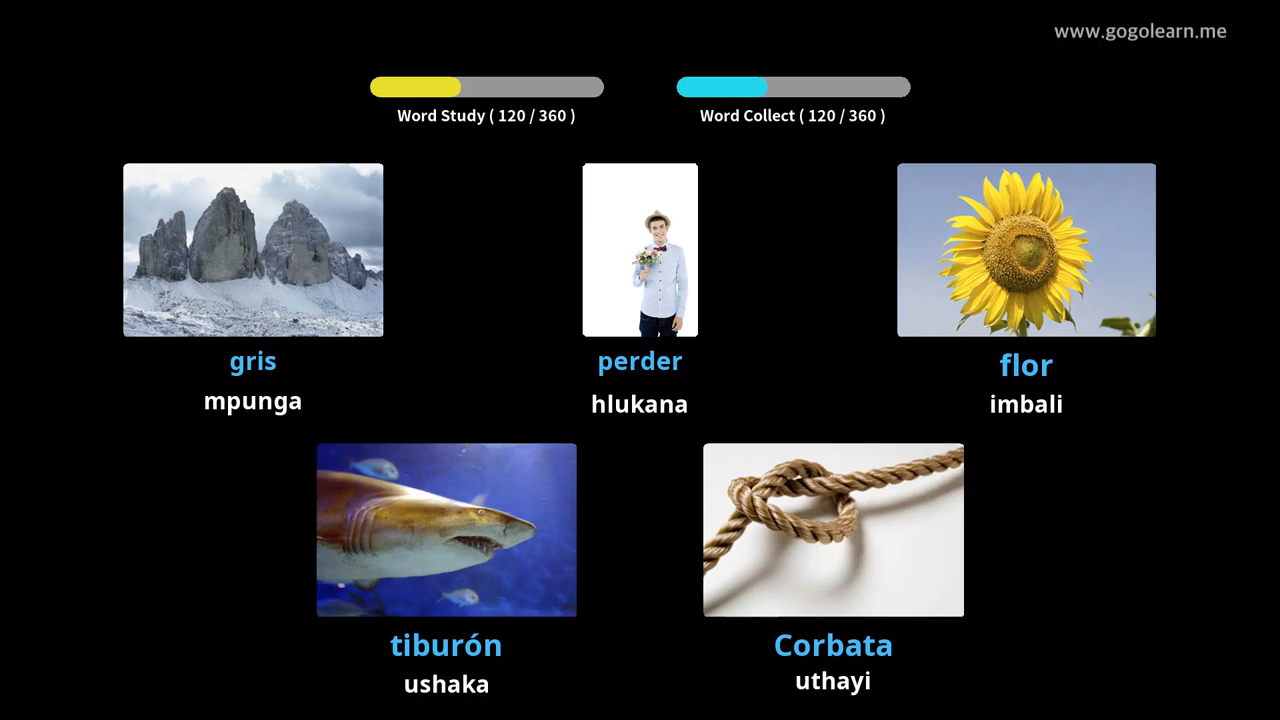 www.gogolearn.me
Word Study ( 120 / 360 )
Word Collect ( 120 / 360 )
gris
mpunga
perder
hlukana
flor
imbali
tiburón
ushaka
Corbata
uthayi